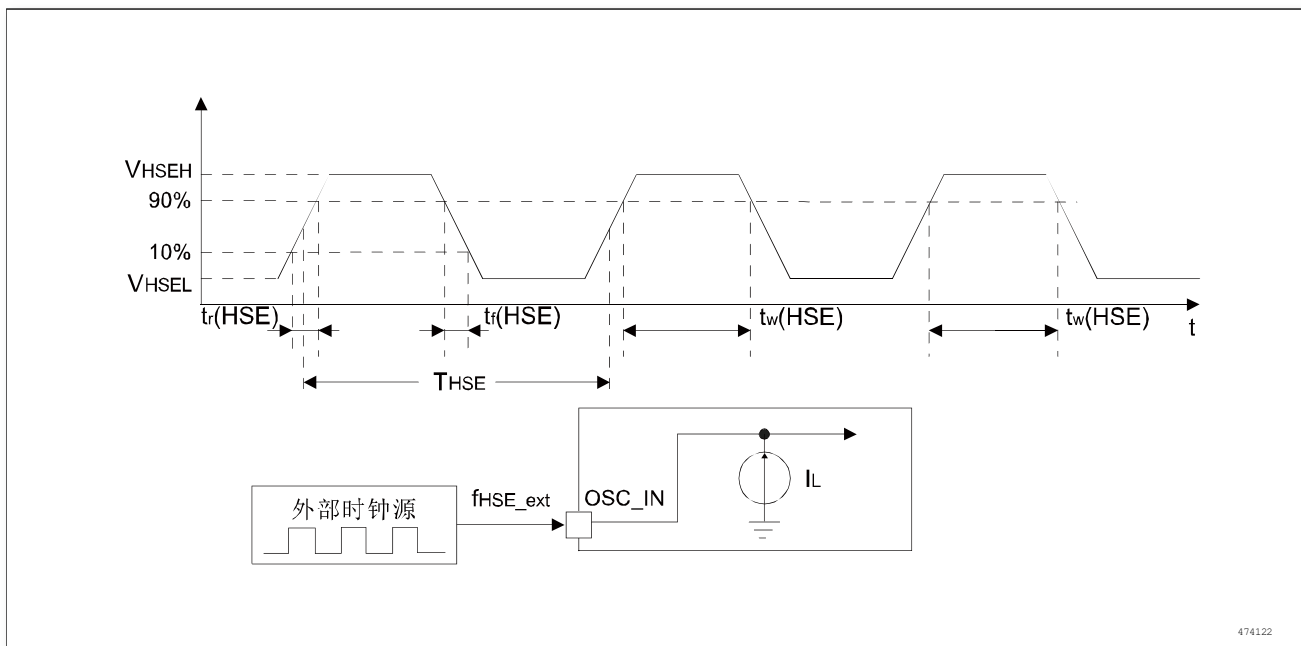 VHSEH
90%
10%
VHSEL
tr(HSE)
tf(HSE)
tw(HSE)
tw(HSE)
t
THSE
外部时钟源
fHSE_ext
OSC_IN
IL
474122